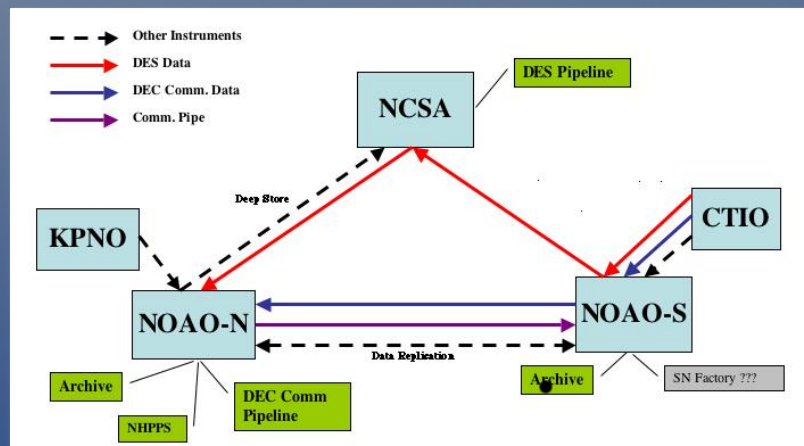 Other Instruments
DES Data
DEC Comm. Data
Comm. Pipe
DES Pipeline
NCSA
Deep Store
CTIO
KPNO
NOAO-N
NOAO-S
Data Replication
Archive
NHPPS
DEC Comm
Pipeline
Archive
SN Factory ???